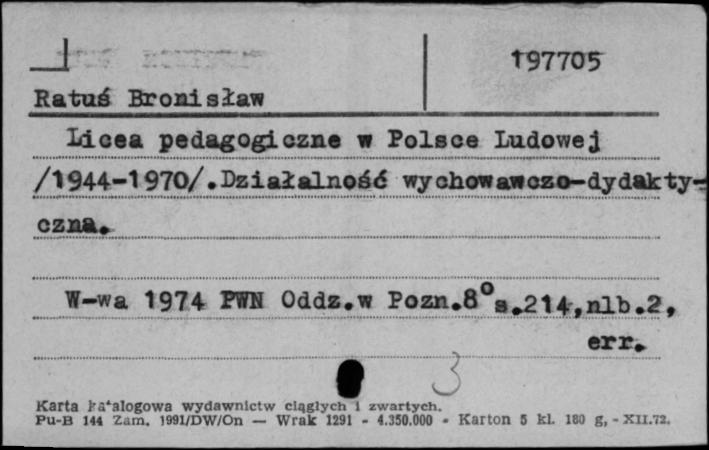 197705
Ratuś Bronisław
Licea pedagogiczne w Polsce Ludowej
/1944-1970/.Działalność wychowawczo-dydakty-
czna.
W-wa 1974 PWN Oddz.w Pozn.8° s.214,nlb.2,
err.
3
Karta katalogowa wydawnictw ciągłych i zwartych.
Pu-B 144 Zam. 1991/DW/On — Wrak 1291 - 4.350.000 - Karton 5 kl. 180 g, - XII.72.